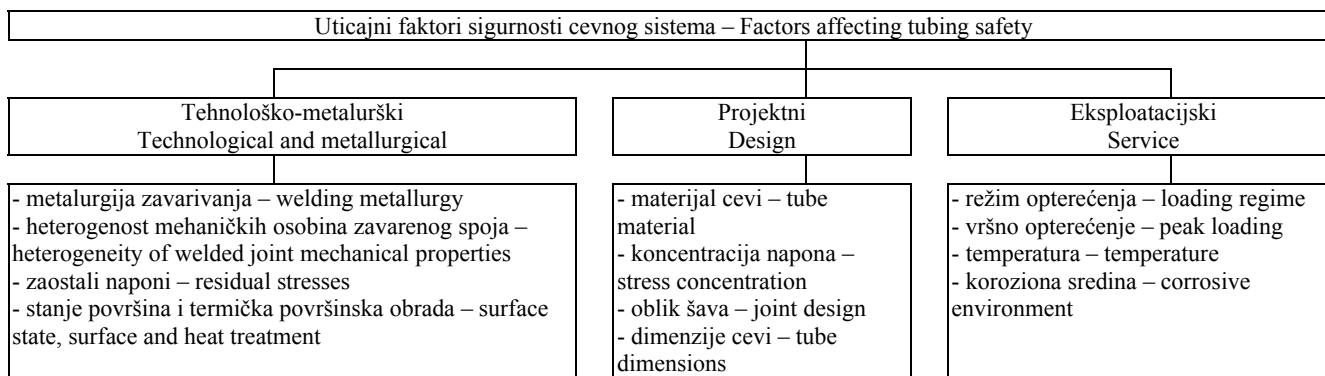 Uticajni faktori sigurnosti cevnog sistema – Factors affecting tubing safety
Tehnološko-metalurški
Technological and metallurgical
Projektni
Design
Eksploatacijski
Service
- metalurgija zavarivanja – welding metallurgy
- heterogenost mehaničkih osobina zavarenog spoja –
heterogeneity of welded joint mechanical properties
- zaostali naponi – residual stresses
- stanje površina i termička površinska obrada – surface
state, surface and heat treatment
- materijal cevi – tube
material
- koncentracija napona –
stress concentration
- oblik šava – joint design
- dimenzije cevi – tube
dimensions
- režim opterećenja – loading regime
- vršno opterećenje – peak loading
- temperatura – temperature
- koroziona sredina – corrosive
environment